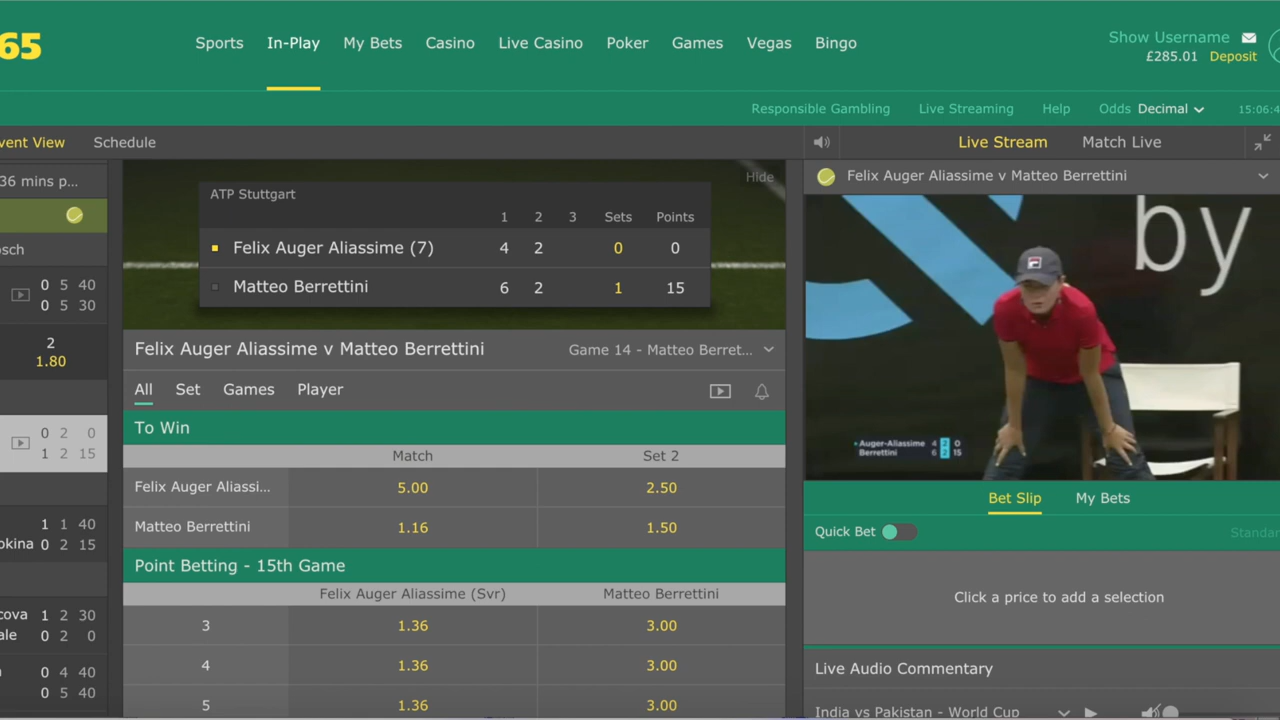 65
Sports In-Play My Bets Casino Live Casino Poker Games Vegas Bingo
Show Username
£285.01 Deposit
Responsible Gambling Live Streaming Help Odds Decimal 15:06:4
vent View Schedule
Live Stream Match Live
36 mins p...
osch
0 5 40
0 5 30
2
1.80
0 2 0
1 2 15
1 1 40
okina 0 2 15
cova 1 2 30
ale 0 2 0
0 4 40
0 5 40
Hide
ATP Stuttgart
1 2 3 Sets Points
Felix Auger Aliassime (7) 4 2 0 0
Matteo Berrettini 6 2 1 15
Felix Auger Aliassime v Matteo Berrettini Game 14 - Matteo Berret...
All Set Games Player
To Win
Match Set 2
Felix Auger Aliassi... 5.00 2.50
Matteo Berrettini 1.16 1.50
Point Betting - 15th Game
Felix Auger Aliassime (Svr) Matteo Berrettini
3 1.36 3.00
4 1.36 3.00
5 1.36 3.00
Felix Auger Aliassime v Matteo Berrettini
by
FILA
Auger-Aliassime 4 2 0
Berrettini 6 2 15
Bet Slip My Bets
Quick Bet Standar
Click a price to add a selection
Live Audio Commentary
India vs Pakistan - World Cup